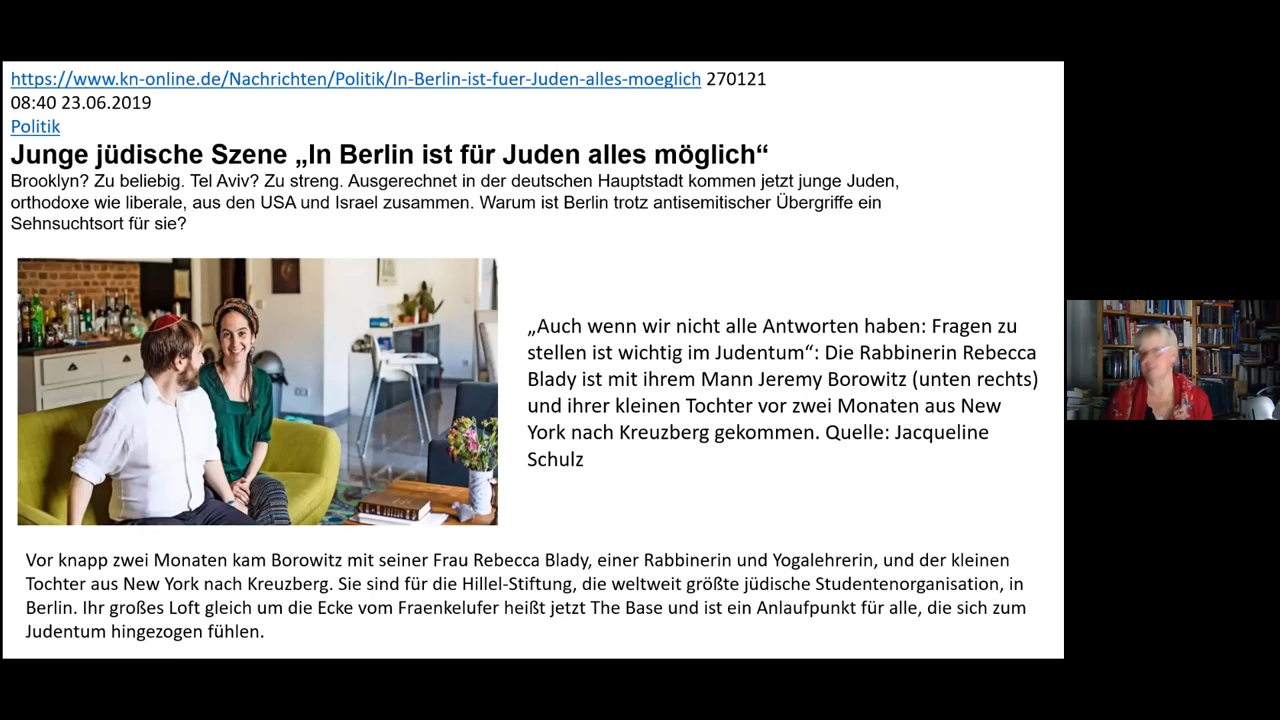 https://www.kn-online.de/Nachrichten/Politik/In-Berlin-ist-fuer-Juden-alles-moeglich 270121
08:40 23.06.2019
Politik
Junge jüdische Szene „In Berlin ist für Juden alles möglich“
Brooklyn? Zu beliebig. Tel Aviv? Zu streng. Ausgerechnet in der deutschen Hauptstadt kommen jetzt junge Juden,
orthodoxe wie liberale, aus den USA und Israel zusammen. Warum ist Berlin trotz antisemitischer Übergriffe ein
Sehnsuchtsort für sie?
„Auch wenn wir nicht alle Antworten haben: Fragen zu
stellen ist wichtig im Judentum“: Die Rabbinerin Rebecca
Blady ist mit ihrem Mann Jeremy Borowitz (unten rechts)
und ihrer kleinen Tochter vor zwei Monaten aus New
York nach Kreuzberg gekommen. Quelle: Jacqueline
Schulz
Vor knapp zwei Monaten kam Borowitz mit seiner Frau Rebecca Blady, einer Rabbinerin und Yogalehrerin, und der kleinen
Tochter aus New York nach Kreuzberg. Sie sind für die Hillel-Stiftung, die weltweit größte jüdische Studentenorganisation, in
Berlin. Ihr großes Loft gleich um die Ecke vom Fraenkelufer heißt jetzt The Base und ist ein Anlaufpunkt für alle, die sich zum
Judentum hingezogen fühlen.